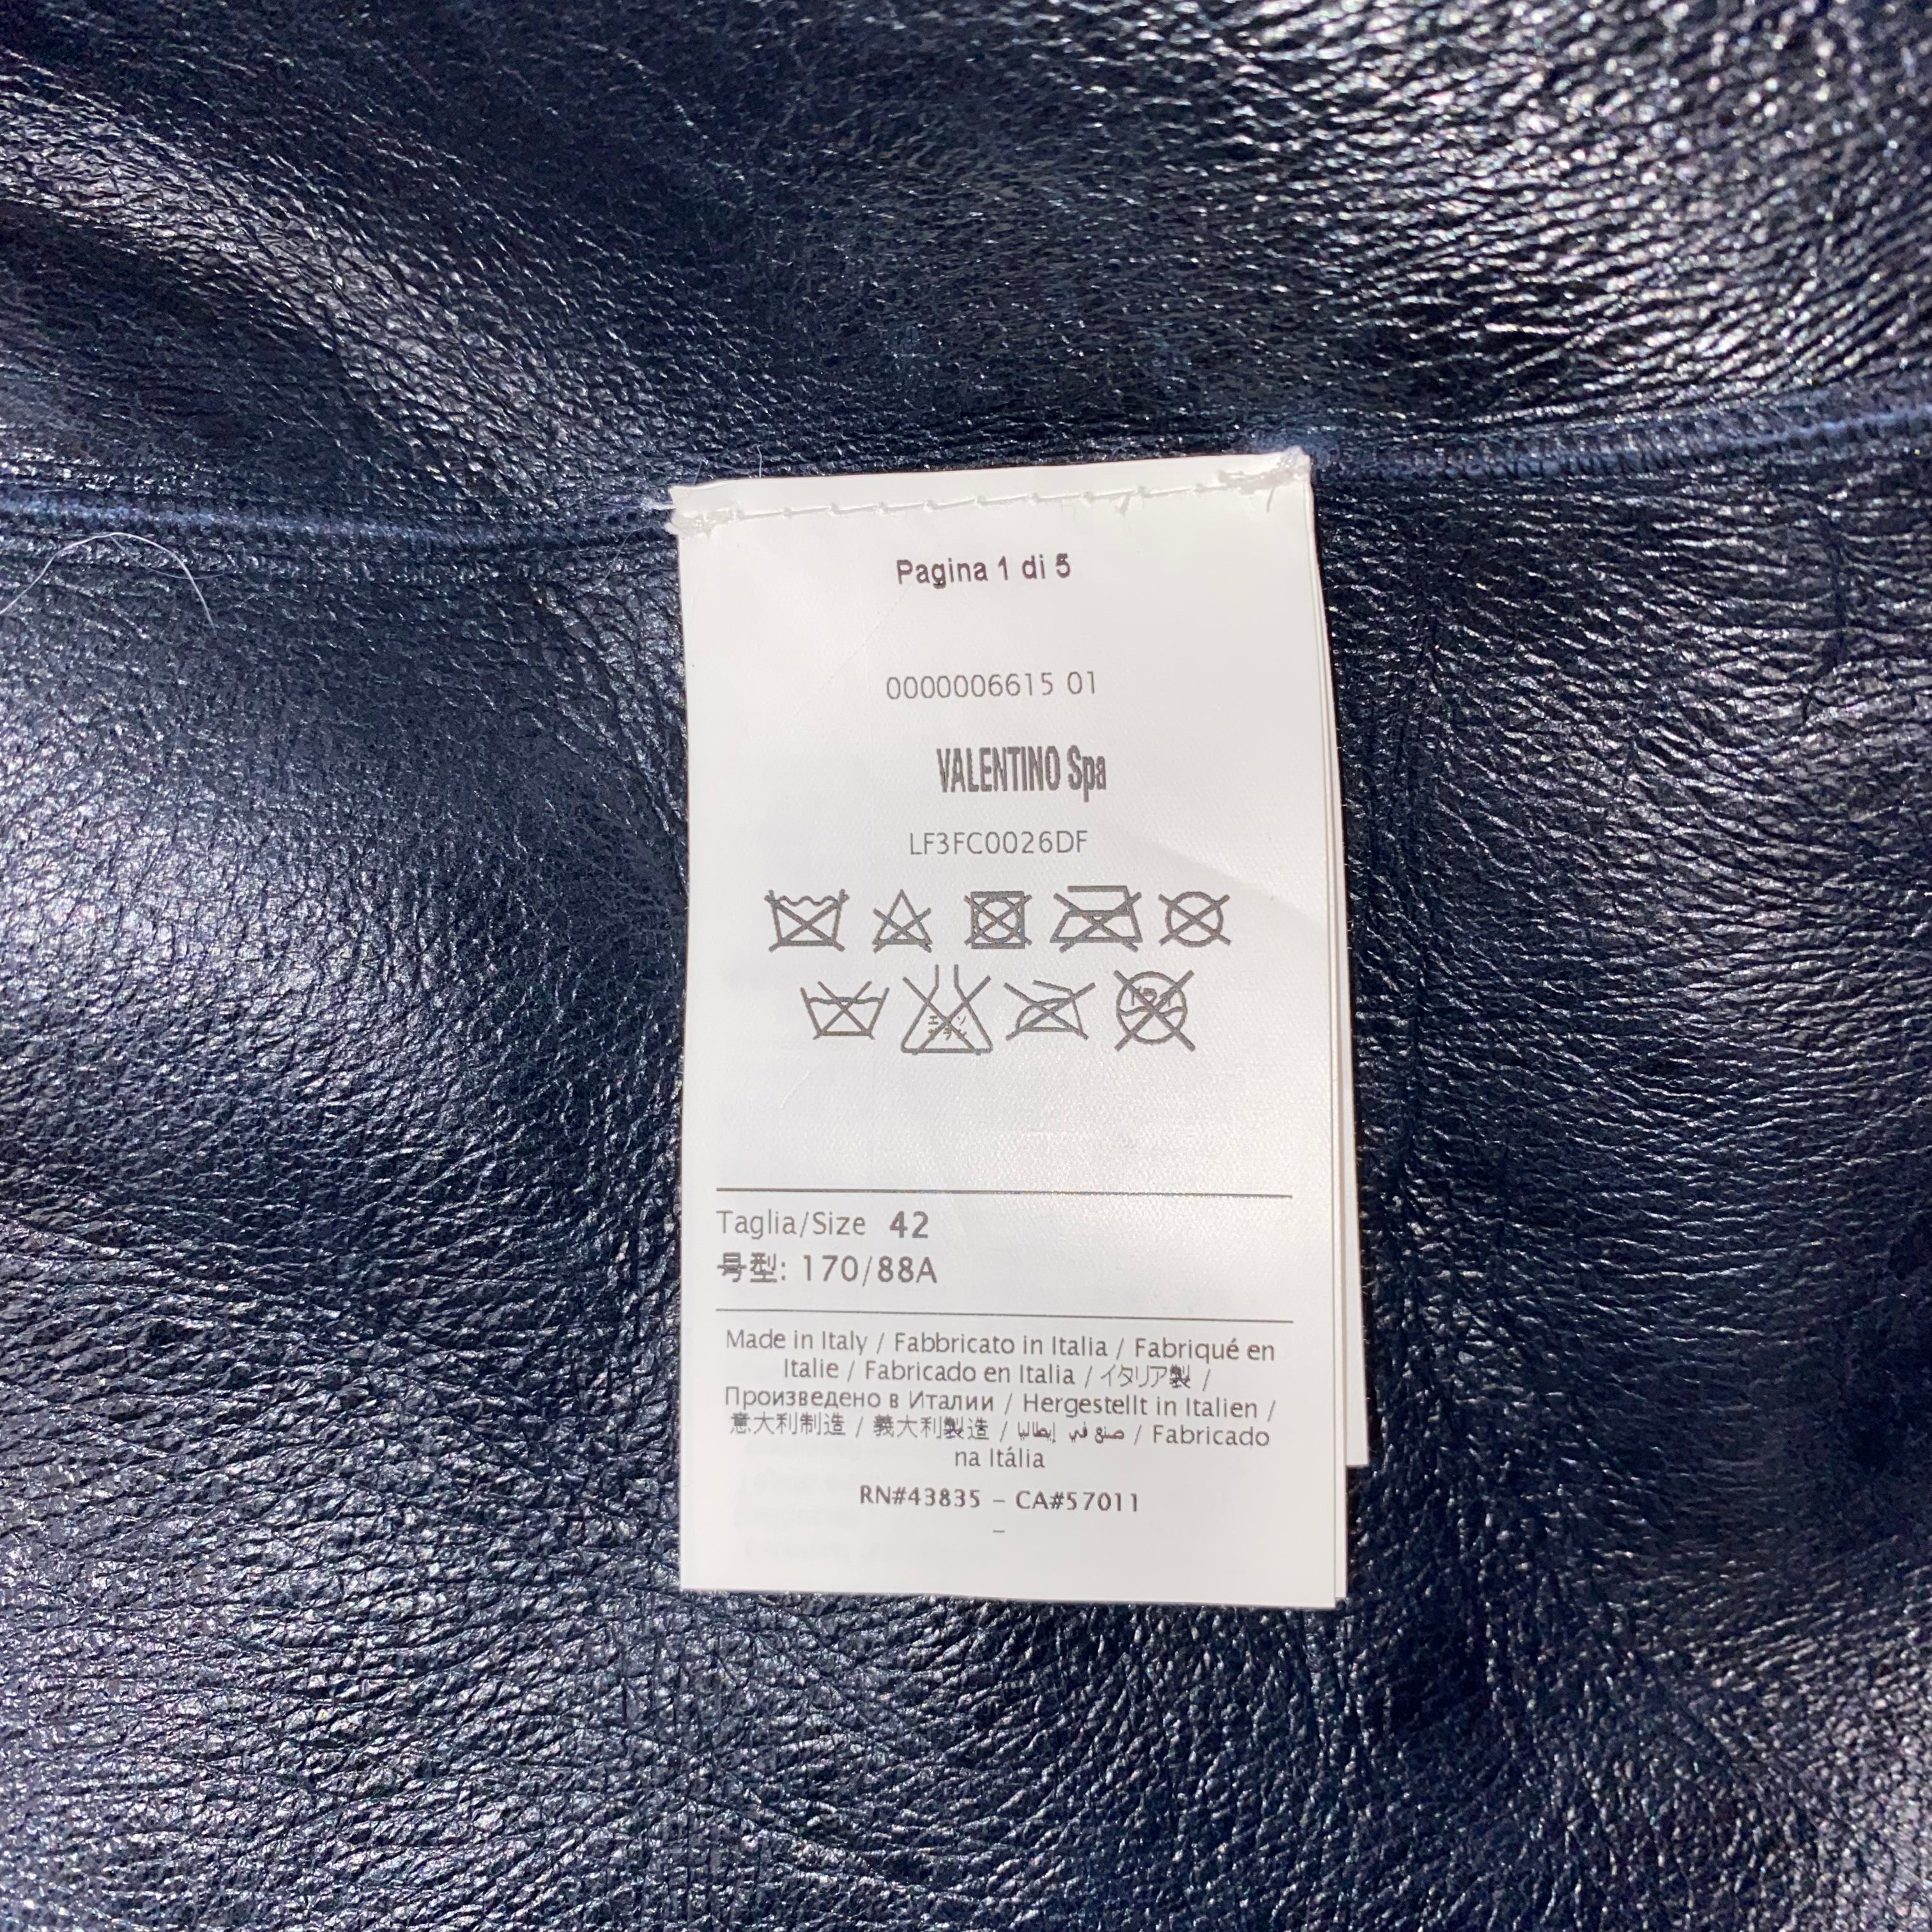 Pagina 1 di 5
0000006615 01
VALENTINO Spa
LF3FC0026DF
Taglia/Size 42
号型: 170/88A
Made in Italy / Fabbricato in Italia / Fabriqué en
Italie / Fabricado en Italia / イタリア製 /
Произведено в Италии / Hergestellt in Italien /
意大利制造 / 義大利製造 / صنع في إيطاليا / Fabricado
na Itália
RN#43835 – CA#57011
–